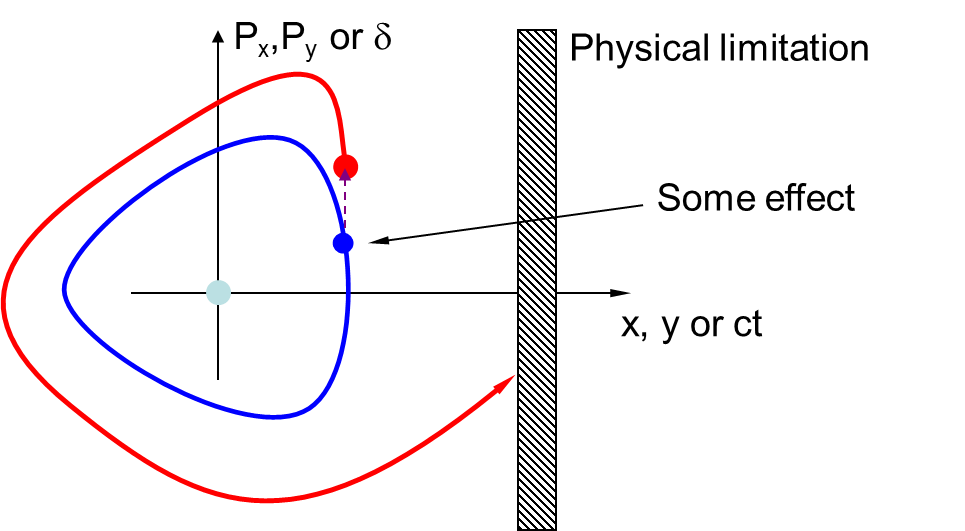 Px,Py or δ
Physical limitation
Some effect
x, y or ct